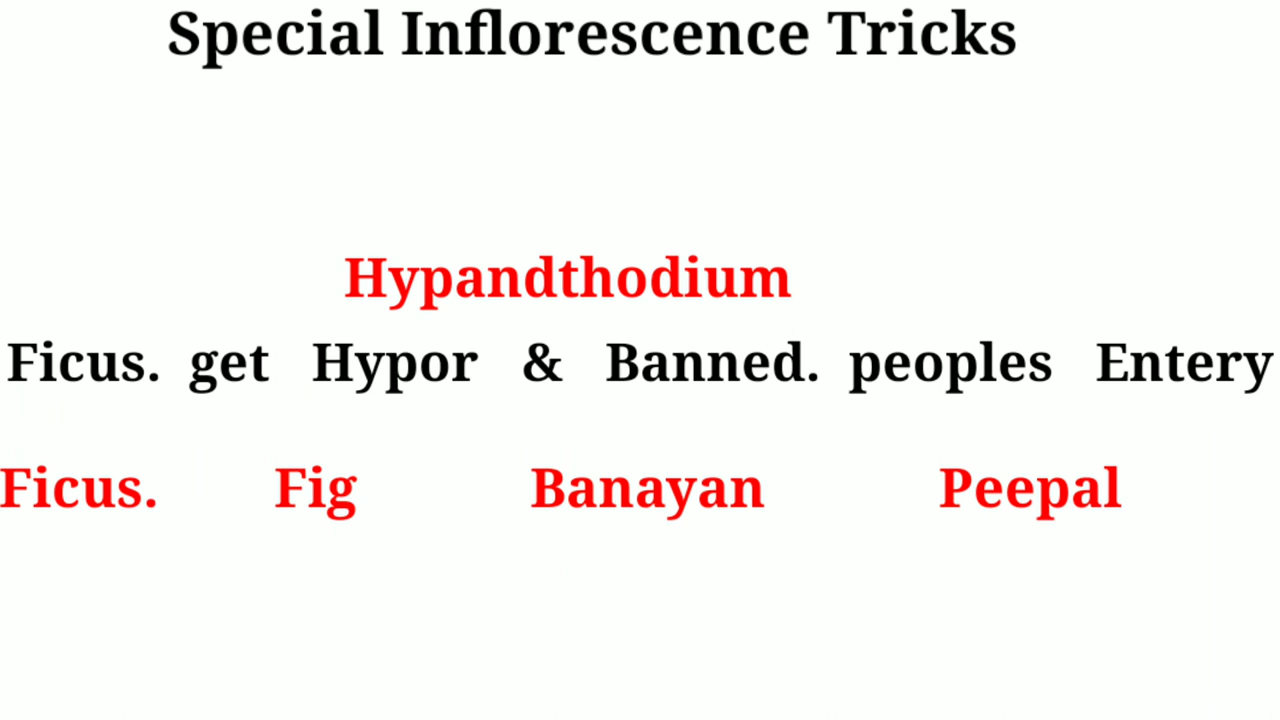 Special Inflorescence Tricks
Hypandthodium
Ficus. get Hypor & Banned. peoples Entery
Ficus. Fig Banayan Peepal